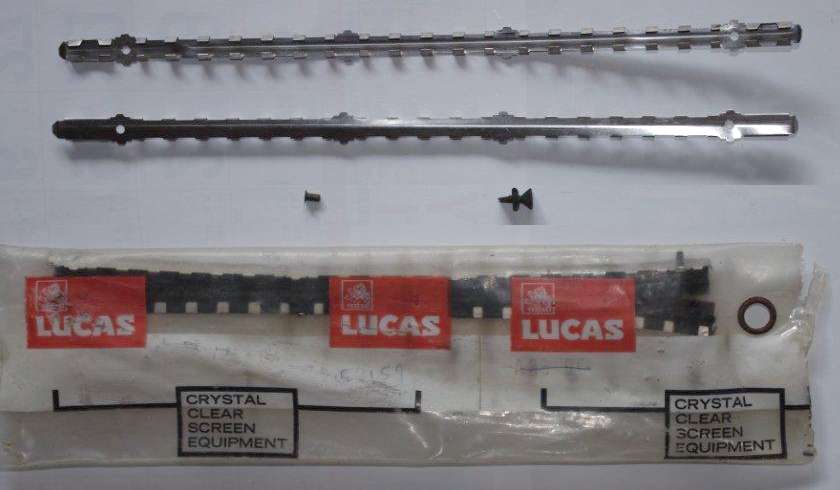 LUCAS
LUCAS
LUCAS
CRYSTAL
CLEAR
SCREEN
EQUIPMENT
CRYSTAL
CLEAR
SCREEN
EQUIPMENT